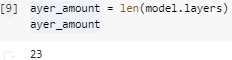 [9] ayer_amount = len(model.layers)
ayer_amount
23